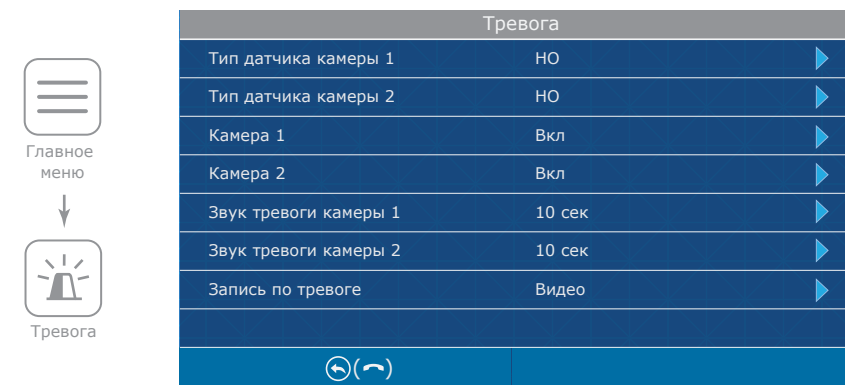 Главное
меню
Тревога
Тревога
Тип датчика камеры 1 НО
Тип датчика камеры 2 НО
Камера 1 Вкл
Камера 2 Вкл
Звук тревоги камеры 1 10 сек
Звук тревоги камеры 2 10 сек
Запись по тревоге Видео